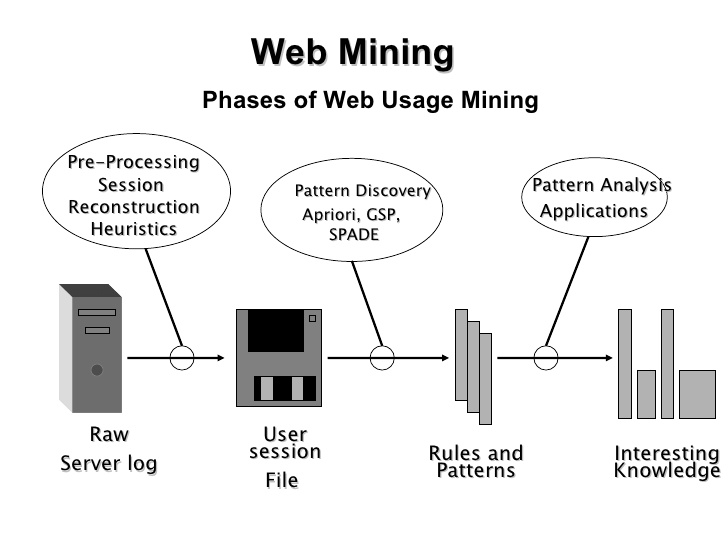 Web Mining
Phases of Web Usage Mining
Pre-Processing
Session
Reconstruction
Heuristics
Pattern Discovery
Apriori, GSP,
SPADE
Pattern Analysis
Applications
Raw
Server log
User
session
File
Rules and
Patterns
Interesting
Knowledge